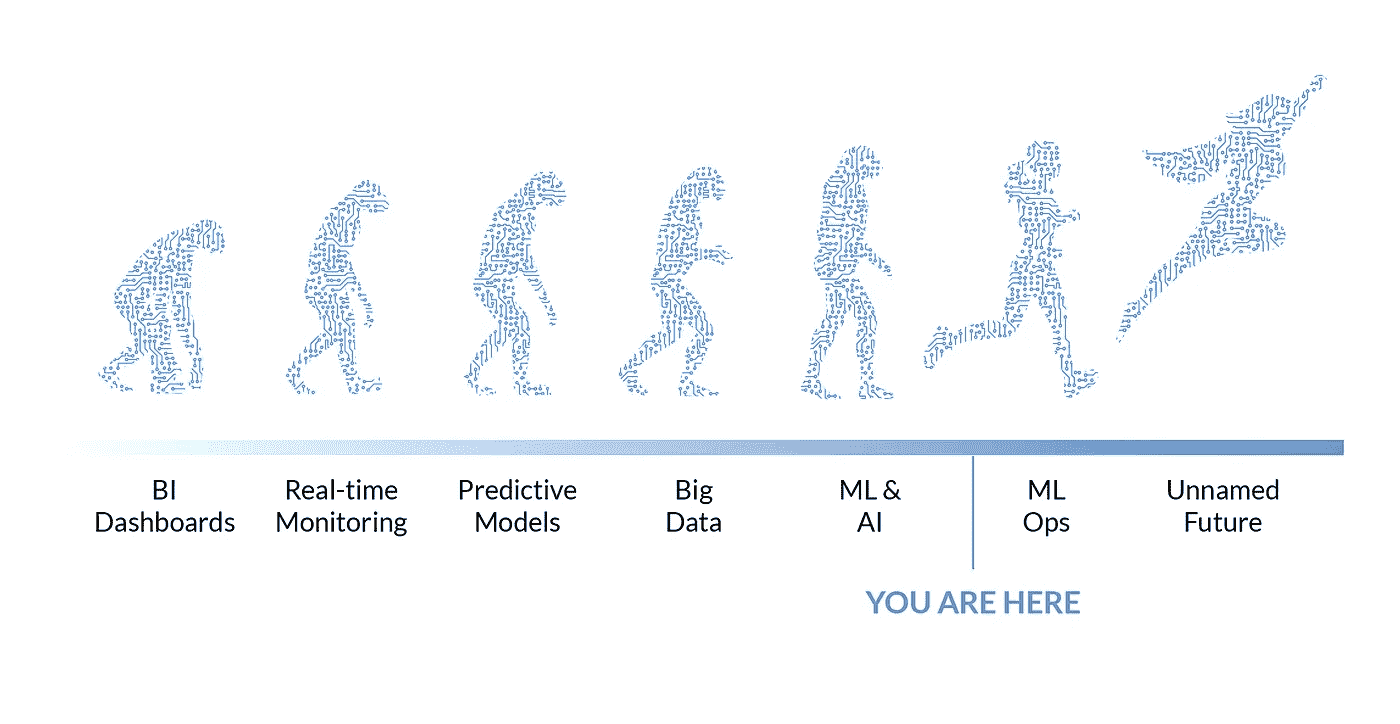 BI
Dashboards
Real-time
Monitoring
Predictive
Models
Big
Data
ML &
AI
ML
Ops
Unnamed
Future
YOU ARE HERE